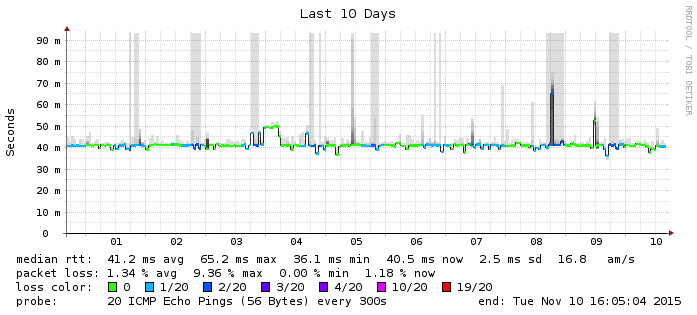 Last 10 Days
RRDTOOL / TOBI OETIKER
Seconds
90 m
80 m
70 m
60 m
50 m
40 m
30 m
20 m
10 m
0
01 02 03 04 05 06 07 08 09 10
median rtt: 41.2 ms avg 65.2 ms max 36.1 ms min 40.5 ms now 2.5 ms sd 16.8 am/s
packet loss: 1.34 % avg 9.36 % max 0.00 % min 1.18 % now
loss color: 0 1/20 2/20 3/20 4/20 10/20 19/20
probe: 20 ICMP Echo Pings (56 Bytes) every 300s end: Tue Nov 10 16:05:04 2015